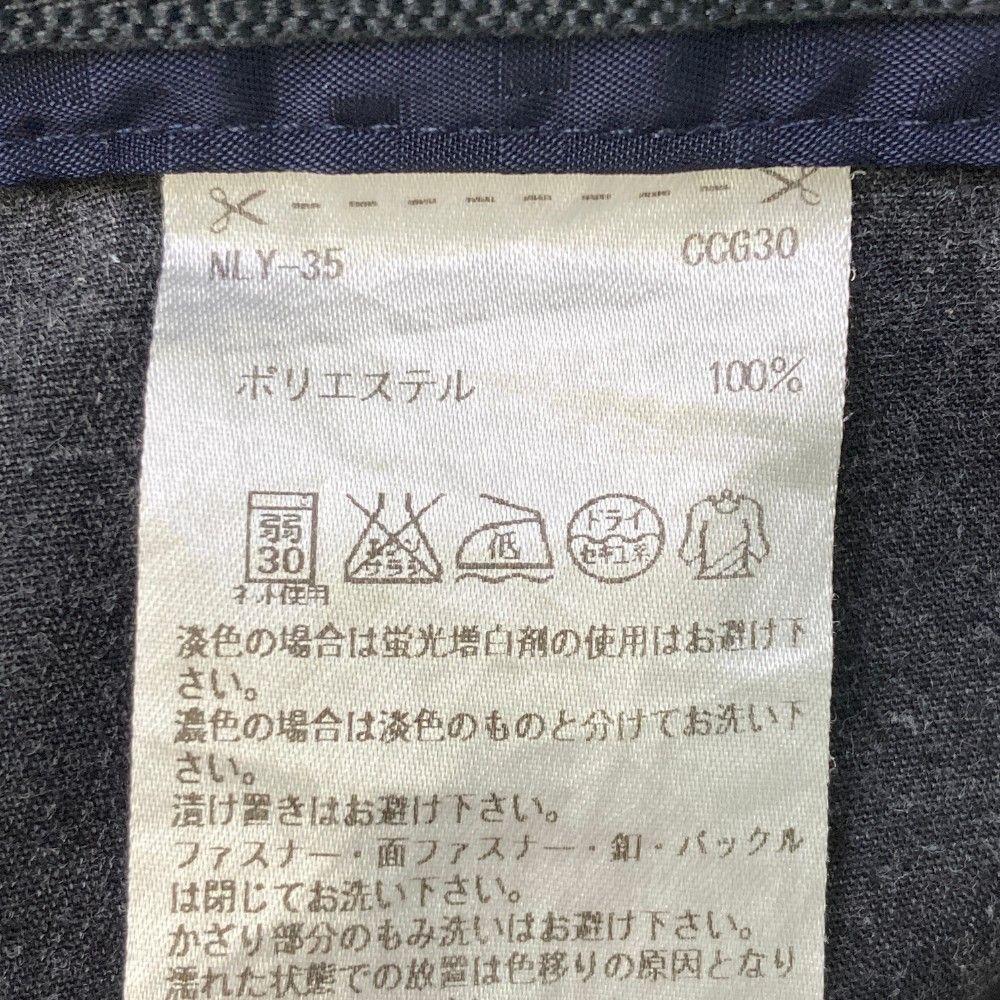 NLY-35 CCG30
ポリエステル 100%
弱
30
ネット使用
エンソ
サラシ
低
ドライ
セキユ系
淡色の場合は蛍光増白剤の使用はお避け下
さい。
濃色の場合は淡色のものと分けてお洗い下
さい。
漬け置きはお避け下さい。
ファスナー・面ファスナー・釦・バックル
は閉じてお洗い下さい。
かざり部分のもみ洗いはお避け下さい。
濡れた状態での放置は色移りの原因となり